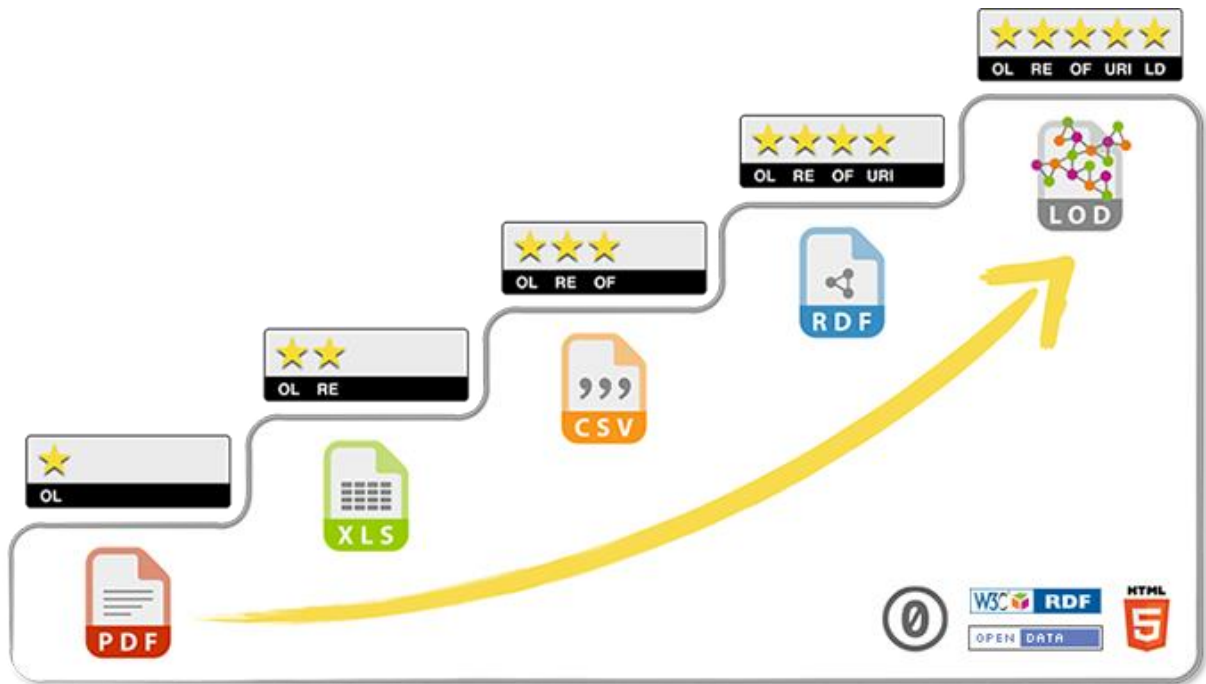 OL RE OF URI LD
LOD
OL RE OF URI
RDF
OL RE OF
CSV
OL RE
XLS
OL
PDF
0
W3C RDF
OPEN DATA
HTML
5